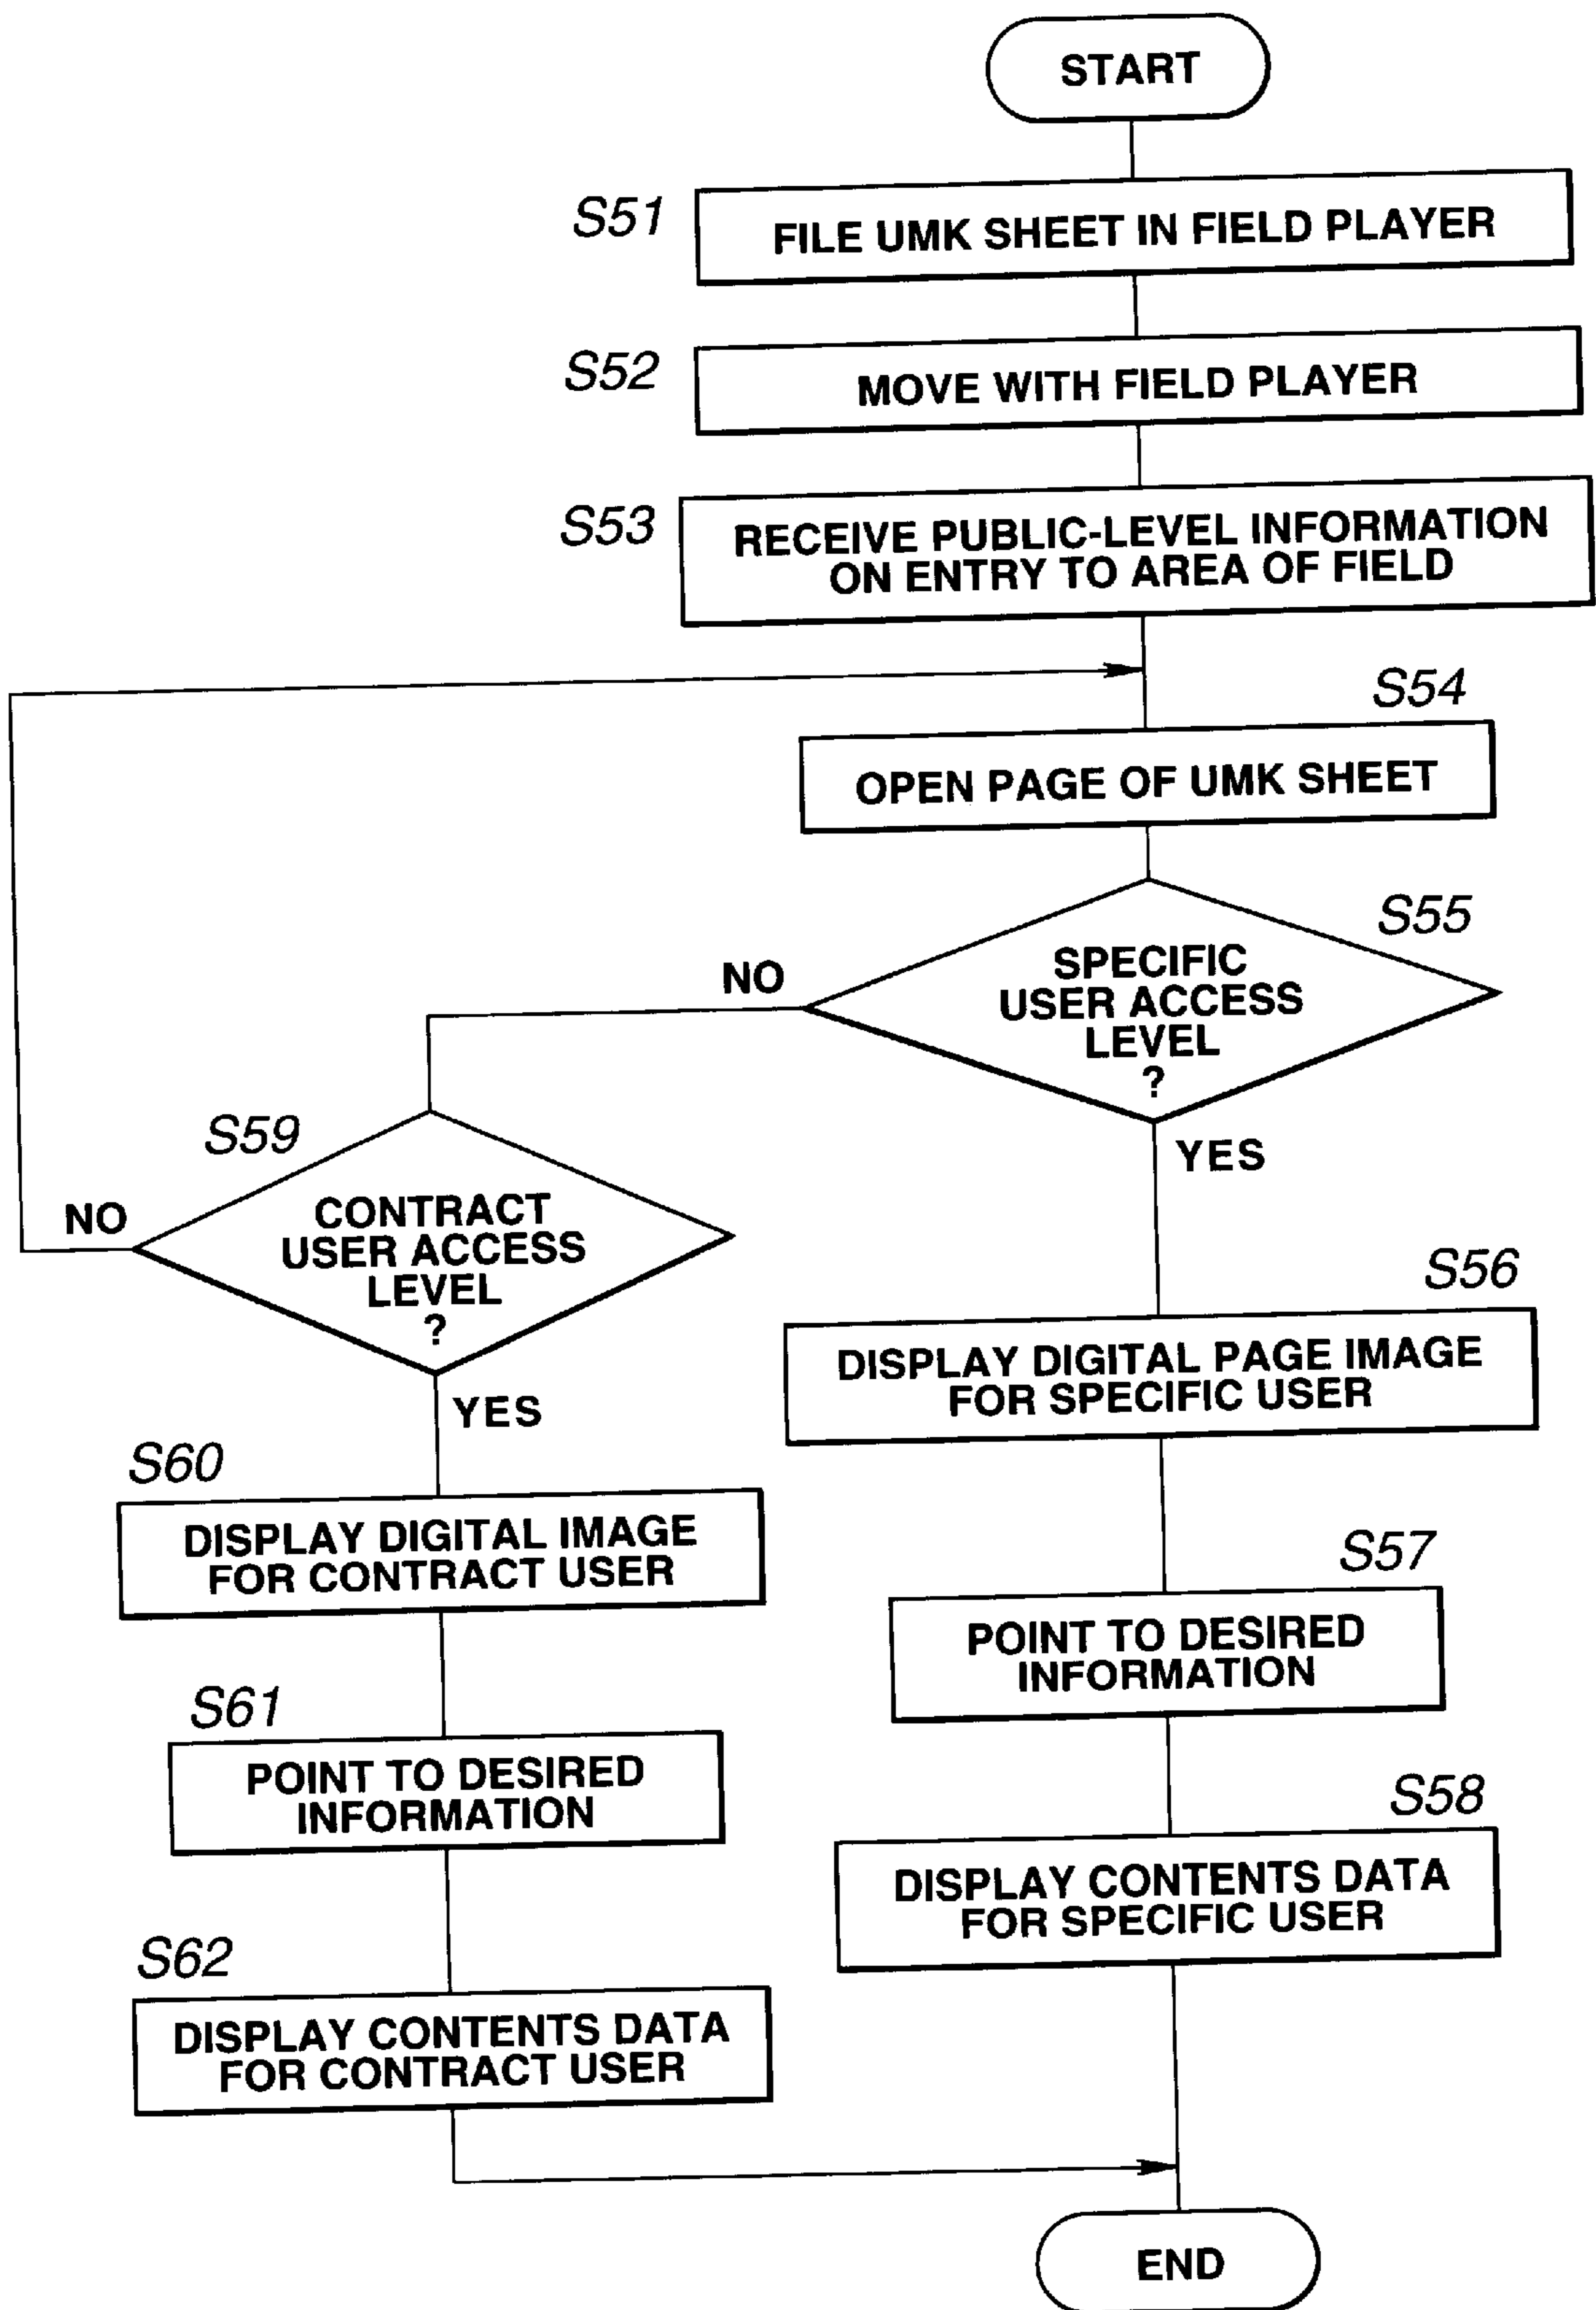 START
S51
FILE UMK SHEET IN FIELD PLAYER
S52
MOVE WITH FIELD PLAYER
S53
RECEIVE PUBLIC-LEVEL INFORMATION
ON ENTRY TO AREA OF FIELD
S54
OPEN PAGE OF UMK SHEET
S55
SPECIFIC
USER ACCESS
LEVEL
?
NO
YES
S56
DISPLAY DIGITAL PAGE IMAGE
FOR SPECIFIC USER
S57
POINT TO DESIRED
INFORMATION
S58
DISPLAY CONTENTS DATA
FOR SPECIFIC USER
S59
CONTRACT
USER ACCESS
LEVEL
?
NO
YES
S60
DISPLAY DIGITAL IMAGE
FOR CONTRACT USER
S61
POINT TO DESIRED
INFORMATION
S62
DISPLAY CONTENTS DATA
FOR CONTRACT USER
END